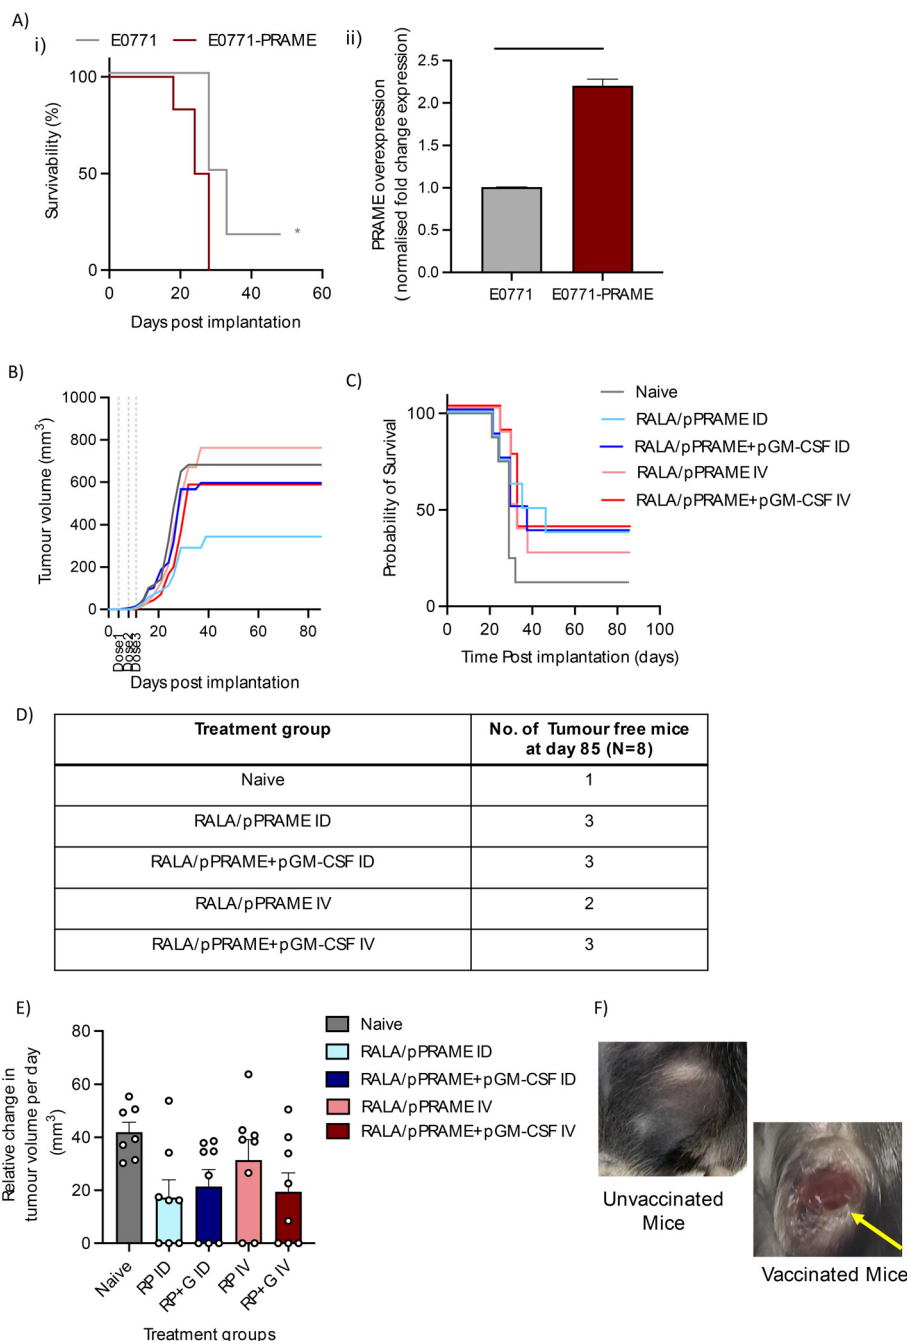 A)
i)
E0771
E0771-PRAME
Survivability (%)
100
50
0
0
20
40
60
*
Days post implantation
ii)
PRAME overexpression
(normalised fold change expression)
2.5
2.0
1.5
1.0
0.5
0.0
E0771
E0771-PRAME
B)
Tumour volume (mm3)
1000
800
600
400
200
0
0
20
40
60
80
Dose1
Dose2
Dose3
Days post implantation
C)
Probability of Survival
100
50
0
0
20
40
60
80
100
Time Post implantation (days)
Naive
RALA/pPRAME ID
RALA/pPRAME+pGM-CSF ID
RALA/pPRAME IV
RALA/pPRAME+pGM-CSF IV
D)
Treatment group
No. of Tumour free mice
at day 85 (N=8)
Naive
1
RALA/pPRAME ID
3
RALA/pPRAME+pGM-CSF ID
3
RALA/pPRAME IV
2
RALA/pPRAME+pGM-CSF IV
3
E)
Relative change in
tumour volume per day
(mm3)
80
60
40
20
0
Naive
RP ID
RP+G ID
RP IV
RP+G IV
Treatment groups
Naive
RALA/pPRAME ID
RALA/pPRAME+pGM-CSF ID
RALA/pPRAME IV
RALA/pPRAME+pGM-CSF IV
F)
Unvaccinated
Mice
Vaccinated Mice